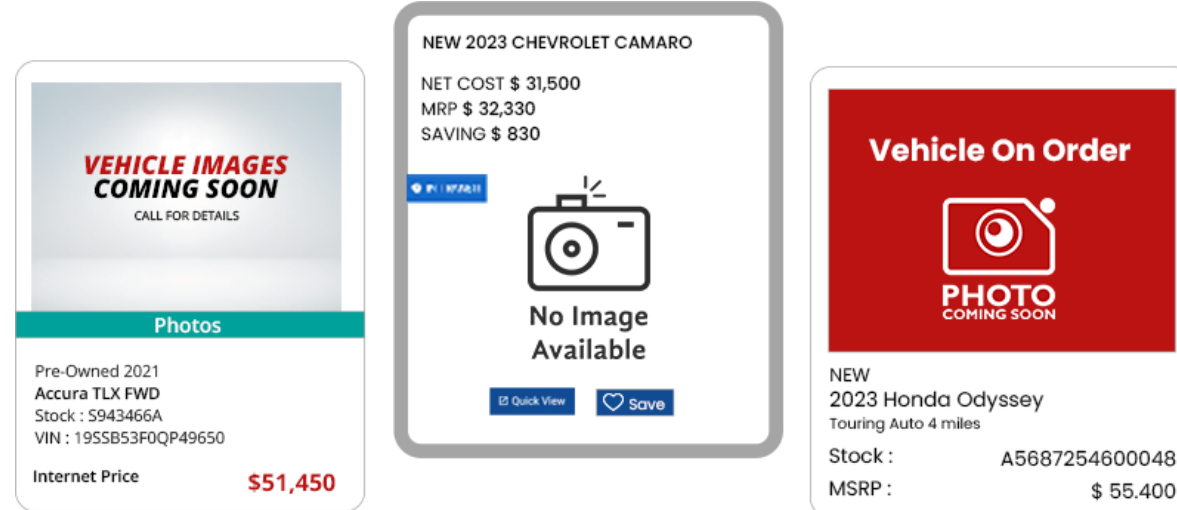 VEHICLE IMAGES
COMING SOON
CALL FOR DETAILS
Photos
Pre-Owned 2021
Accura TLX FWD
Stock : S943466A
VIN : 19SSB53F0QP49650
Internet Price $51,450
NEW 2023 CHEVROLET CAMARO
NET COST $ 31,500
MRP $ 32,330
SAVING $ 830
No Image
Available
Quick View
Save
Vehicle On Order
PHOTO
COMING SOON
NEW
2023 Honda Odyssey
Touring Auto 4 miles
Stock : A5687254600048
MSRP : $ 55.400